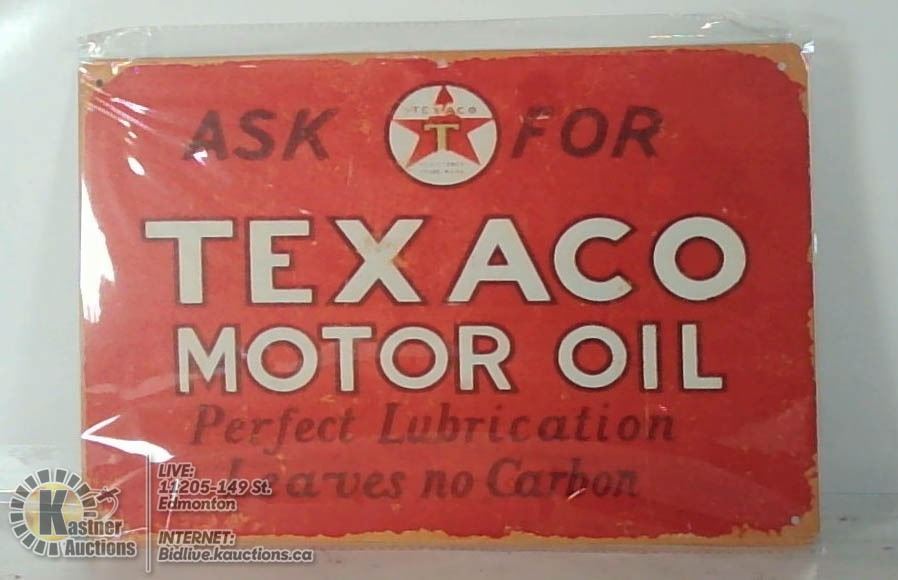 ASK FOR
TEXACO
T
TEXACO
MOTOR OIL
Perfect Lubrication
Leaves no Carbon
LIVE:
11205-149 St.
Edmonton
INTERNET:
Bidlive.kauctions.ca
Kastner
Auctions